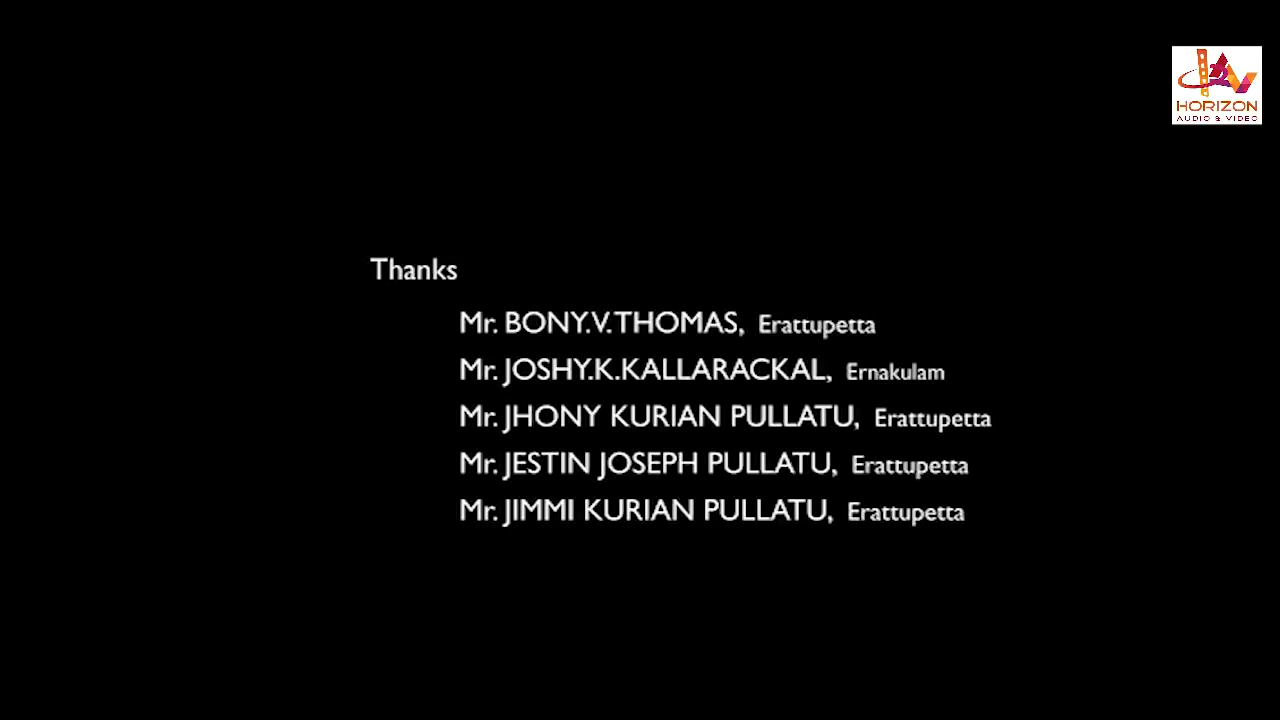 HORIZON
AUDIO & VIDEO
Thanks
Mr. BONY.V.THOMAS, Erattupetta
Mr. JOSHY.K.KALLARACKAL, Ernakulam
Mr. JHONY KURIAN PULLATU, Erattupetta
Mr. JESTIN JOSEPH PULLATU, Erattupetta
Mr. JIMMI KURIAN PULLATU, Erattupetta